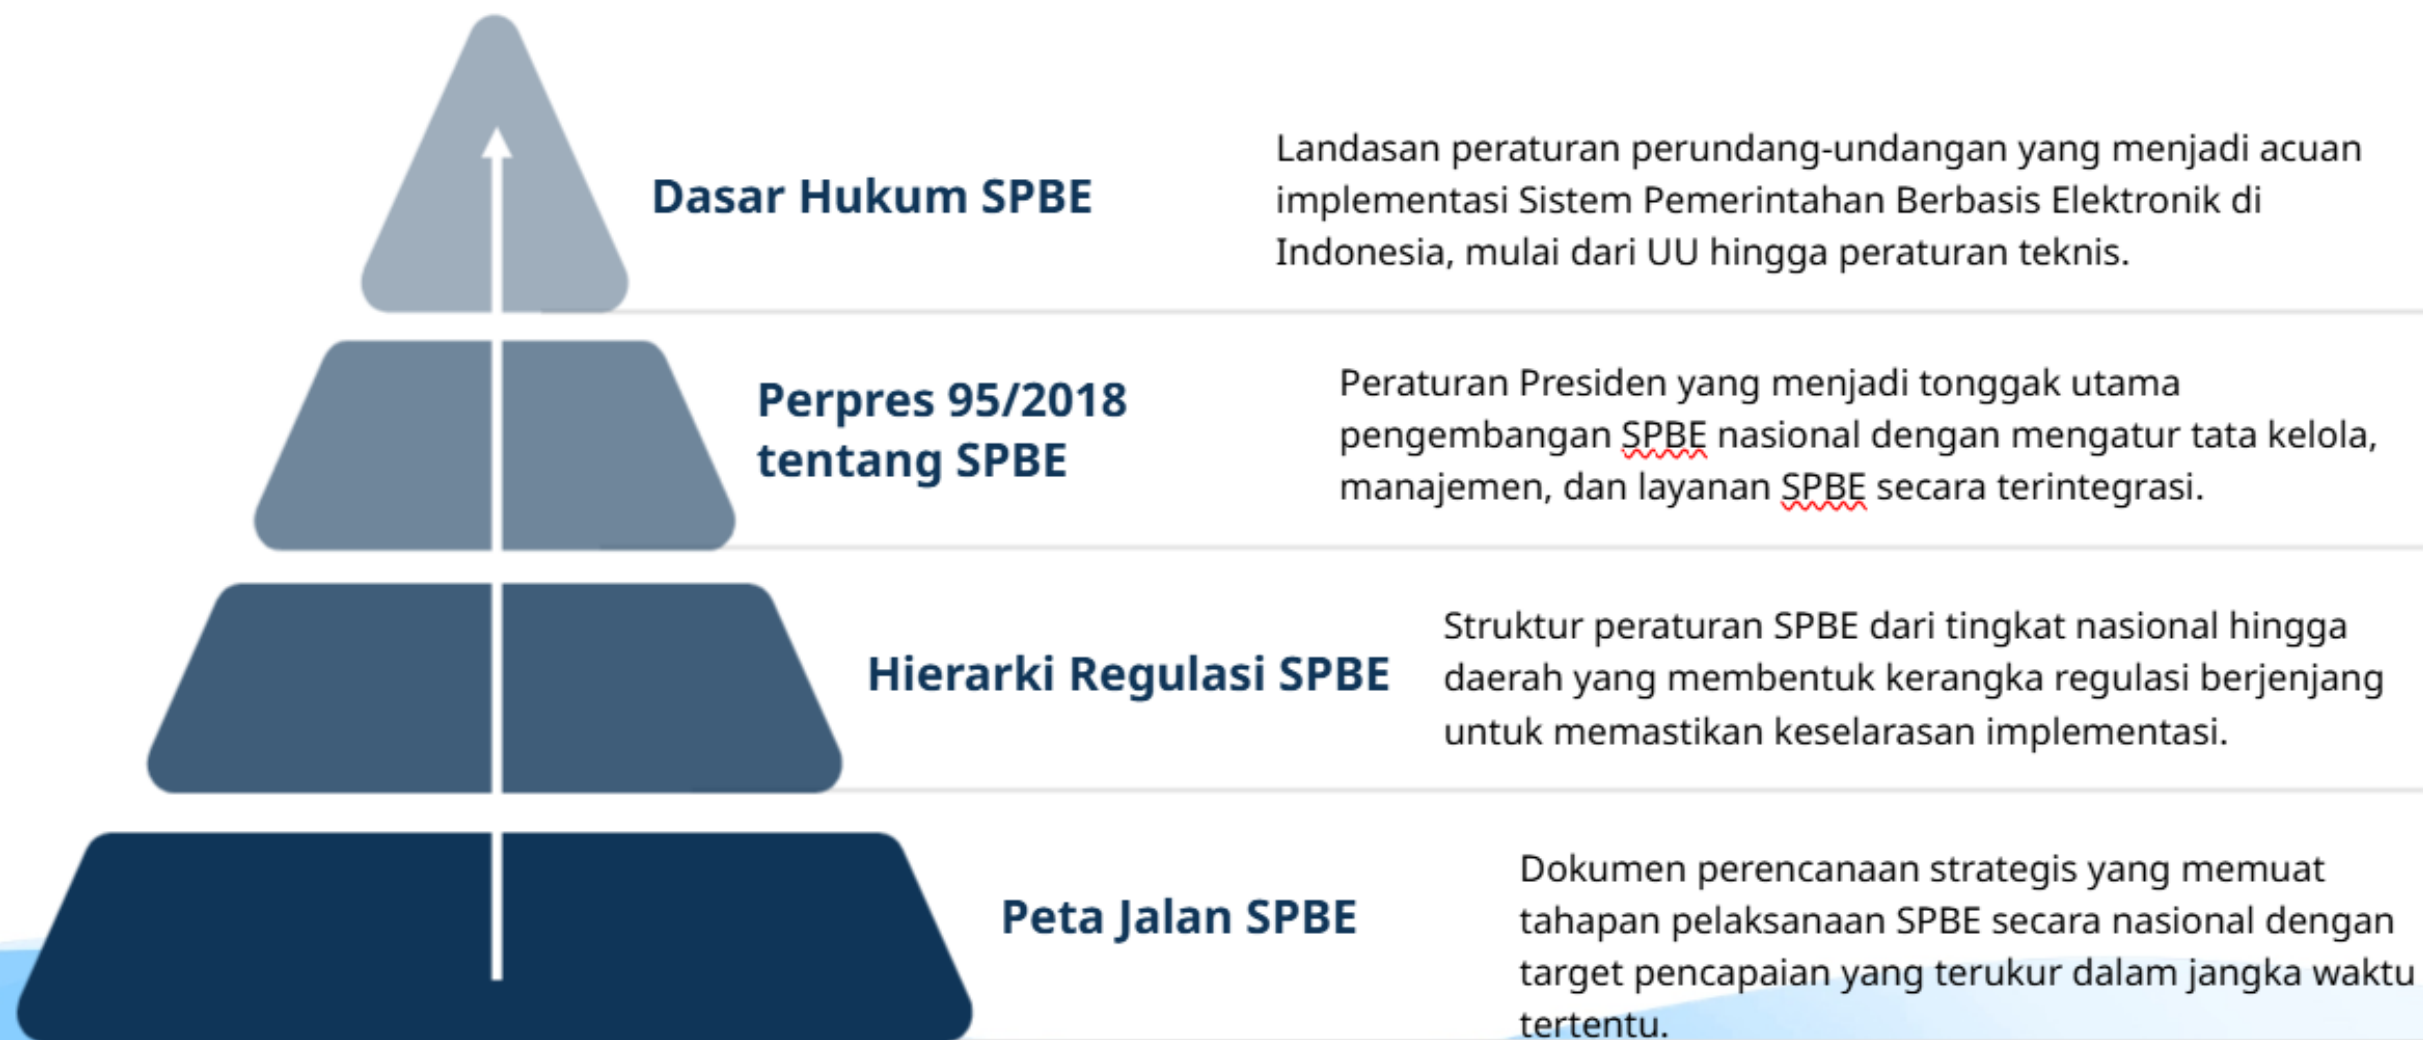 Dasar Hukum SPBE
Landasan peraturan perundang-undangan yang menjadi acuan
implementasi Sistem Pemerintahan Berbasis Elektronik di
Indonesia, mulai dari UU hingga peraturan teknis.
Perpres 95/2018
tentang SPBE
Peraturan Presiden yang menjadi tonggak utama
pengembangan SPBE nasional dengan mengatur tata kelola,
manajemen, dan layanan SPBE secara terintegrasi.
Hierarki Regulasi SPBE
Struktur peraturan SPBE dari tingkat nasional hingga
daerah yang membentuk kerangka regulasi berjenjang
untuk memastikan keselarasan implementasi.
Peta Jalan SPBE
Dokumen perencanaan strategis yang memuat
tahapan pelaksanaan SPBE secara nasional dengan
target pencapaian yang terukur dalam jangka waktu
tertentu.